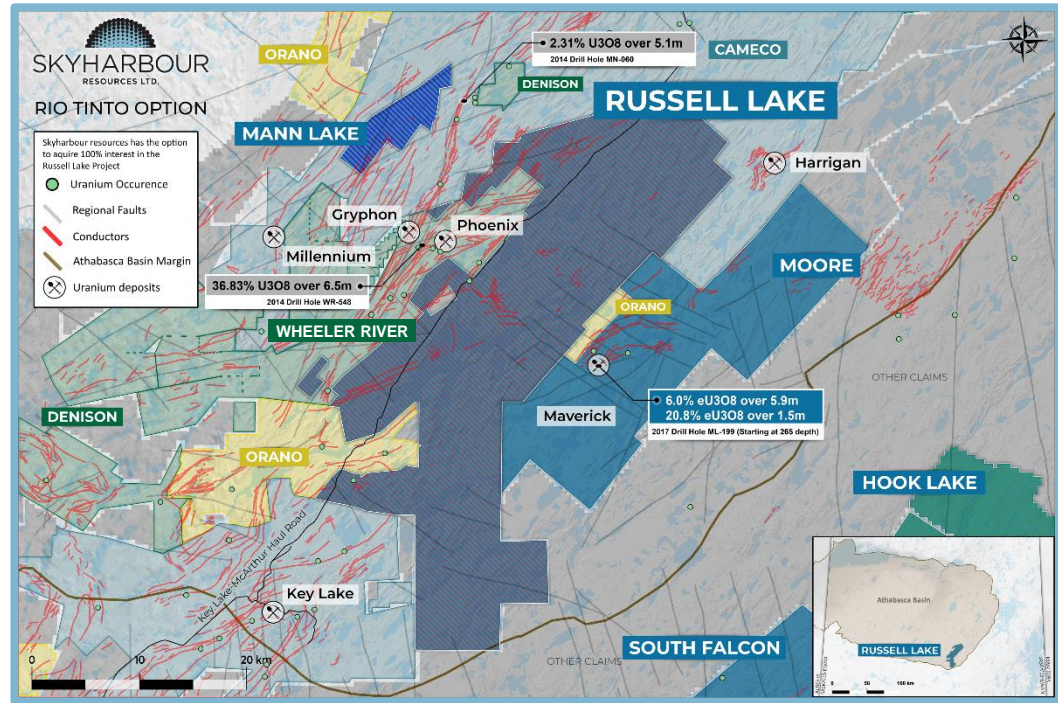 SKYHARBOUR
RESOURCES LTD.
RIO TINTO OPTION
Skyharbour resources has the option
to aquire 100% interest in the
Russell Lake Project
Uranium Occurence
Regional Faults
Conductors
Athabasca Basin Margin
Uranium deposits
ORANO
2.31% U3O8 over 5.1m
2014 Drill Hole MN-060
CAMECO
DENISON
RUSSELL LAKE
MANN LAKE
Harrigan
Gryphon
Phoenix
Millennium
MOORE
36.83% U3O8 over 6.5m
2014 Drill Hole WR-548
ORANO
WHEELER RIVER
OTHER CLAIMS
6.0% eU3O8 over 5.9m
20.8% eU3O8 over 1.5m
2017 Drill Hole ML-199 (Starting at 265 depth)
Maverick
DENISON
ORANO
HOOK LAKE
Key Lake-McArthur Haul Road
Key Lake
SOUTH FALCON
OTHER CLAIMS
0 10 20 km
Athabasca Basin
RUSSELL LAKE
0 50 100 km